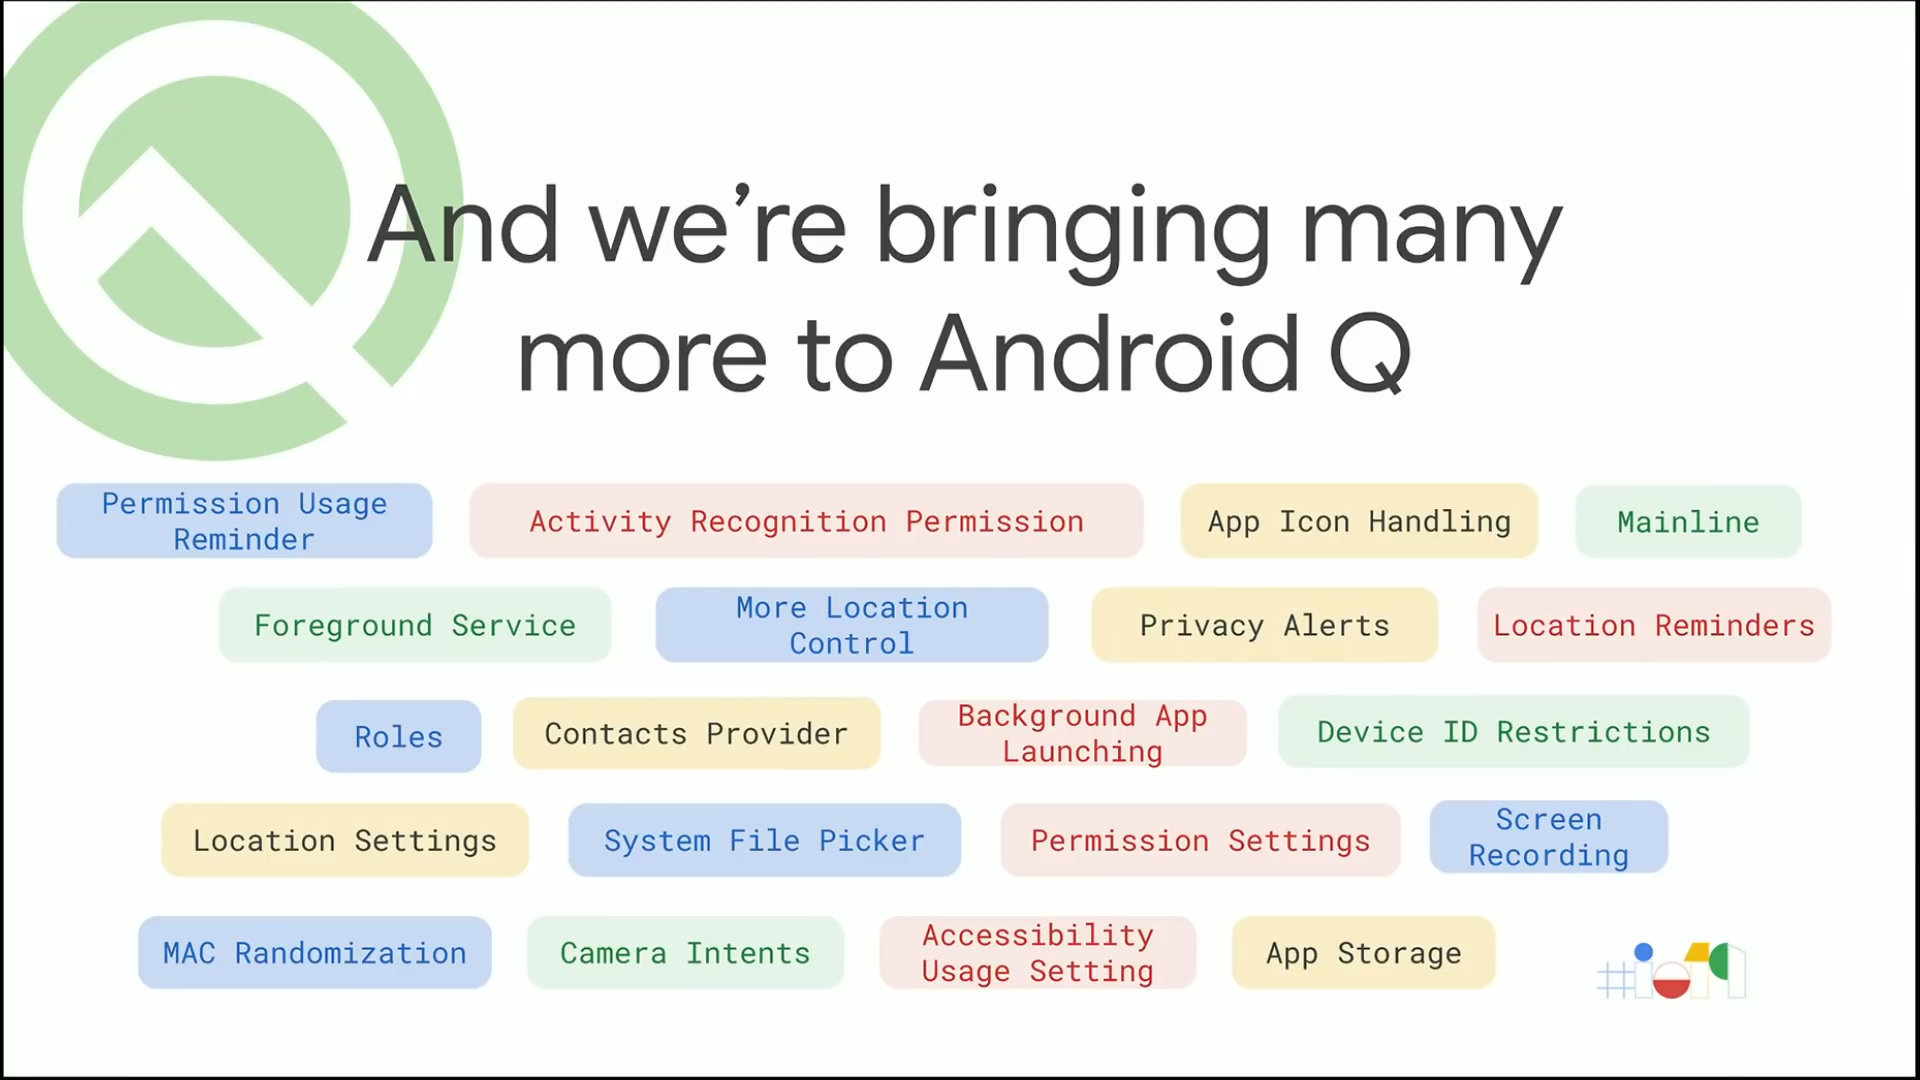 And we’re bringing many
more to Android Q
Permission Usage
Reminder
Activity Recognition Permission
App Icon Handling
Mainline
Foreground Service
More Location
Control
Privacy Alerts
Location Reminders
Roles
Contacts Provider
Background App
Launching
Device ID Restrictions
Location Settings
System File Picker
Permission Settings
Screen
Recording
MAC Randomization
Camera Intents
Accessibility
Usage Setting
App Storage
#io19